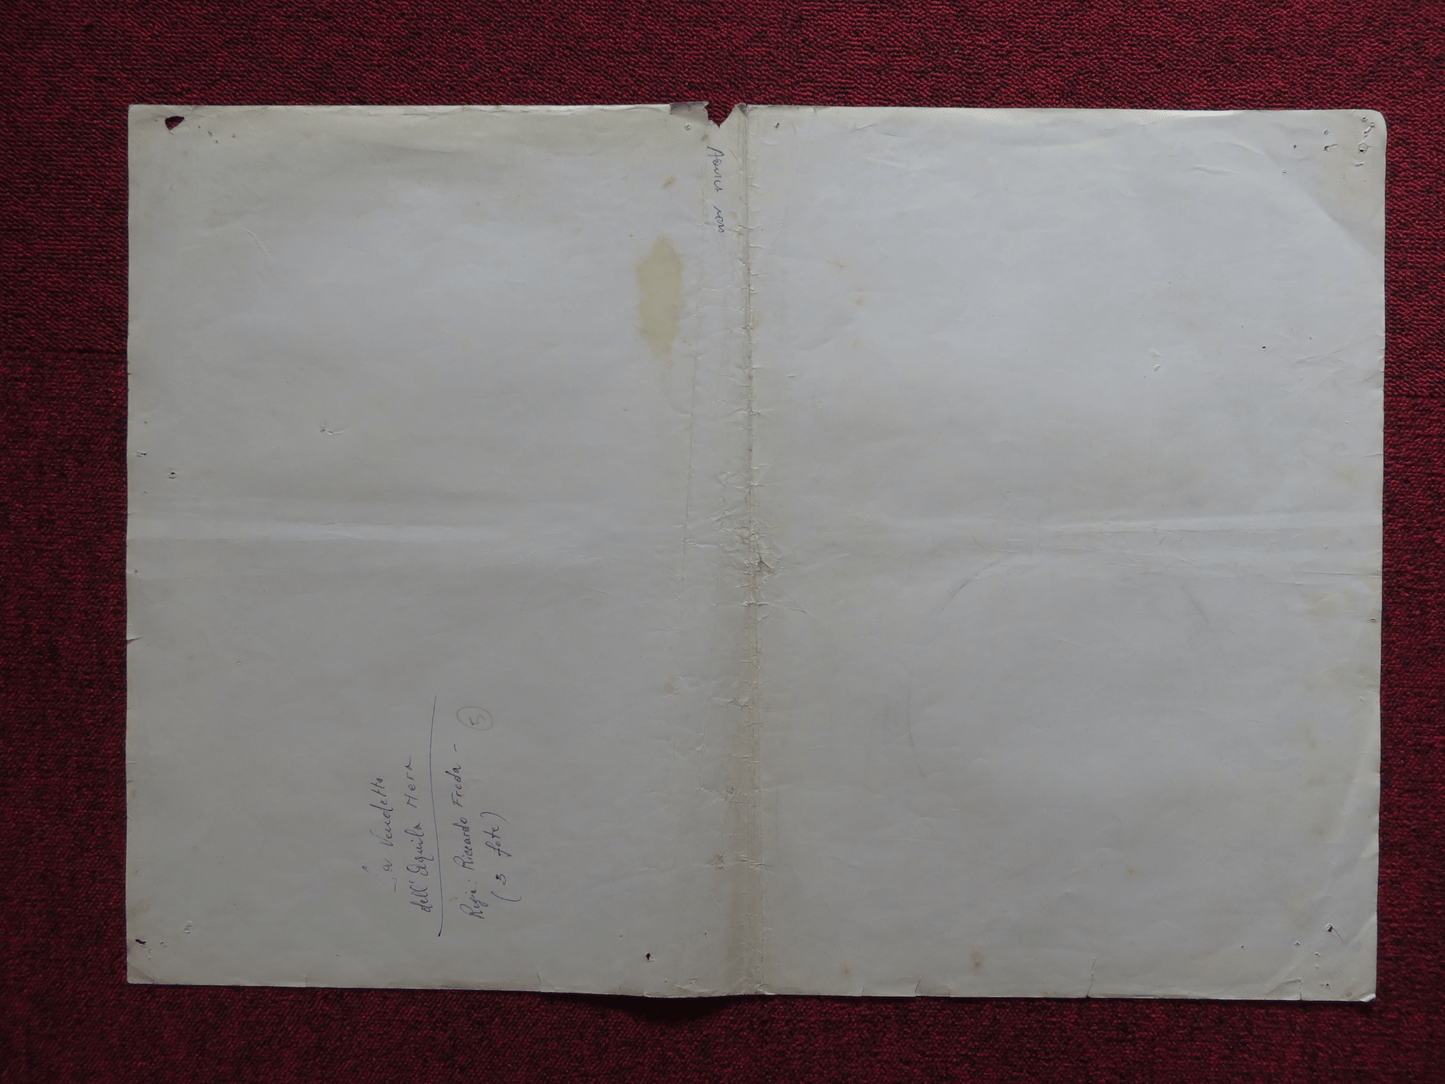 La Vendetta
dell'Aquila Nera
Regia: Riccardo Freda -
(3 foto)